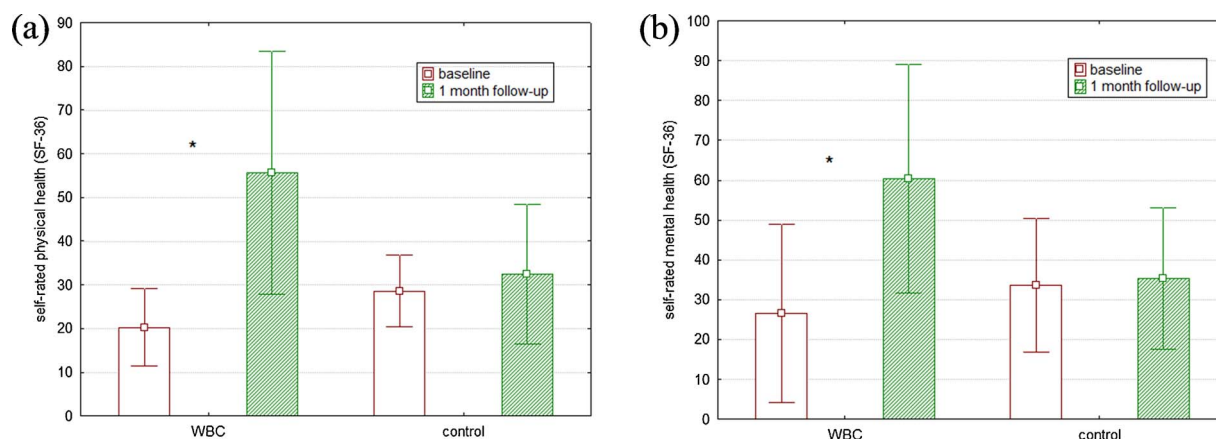 (a)
90
80
70
60
50
40
30
20
10
0
self-rated physical health (SF-36)
baseline
1 month follow-up
*
WBC
control
(b)
100
90
80
70
60
50
40
30
20
10
0
self-rated mental health (SF-36)
baseline
1 month follow-up
*
WBC
control